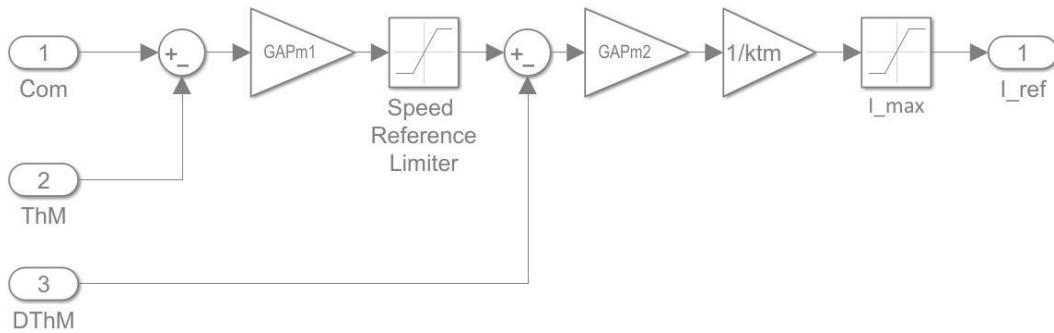 1
Com
+
−
GAPm1
Speed
Reference
Limiter
+
−
GAPm2
1/ktm
I_max
1
I_ref
2
ThM
3
DThM